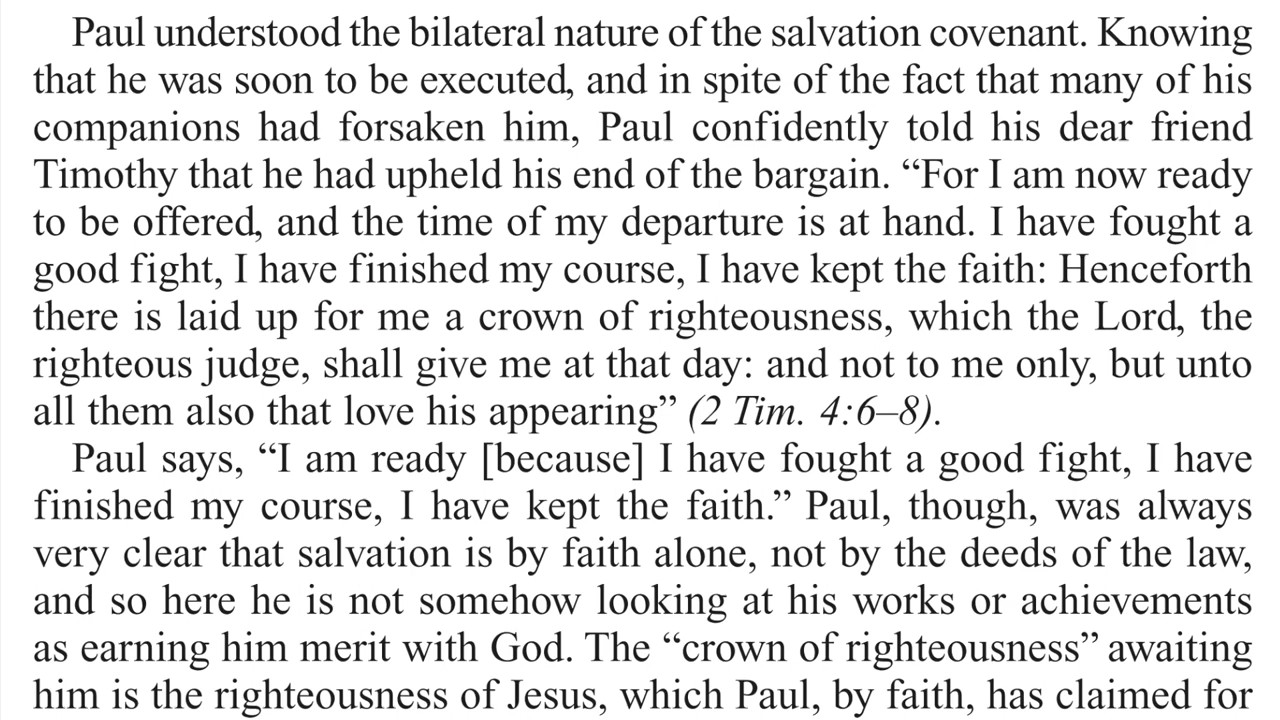 Paul understood the bilateral nature of the salvation covenant. Knowing
that he was soon to be executed, and in spite of the fact that many of his
companions had forsaken him, Paul confidently told his dear friend
Timothy that he had upheld his end of the bargain. “For I am now ready
to be offered, and the time of my departure is at hand. I have fought a
good fight, I have finished my course, I have kept the faith: Henceforth
there is laid up for me a crown of righteousness, which the Lord, the
righteous judge, shall give me at that day: and not to me only, but unto
all them also that love his appearing” (2 Tim. 4:6–8).
Paul says, “I am ready [because] I have fought a good fight, I have
finished my course, I have kept the faith.” Paul, though, was always
very clear that salvation is by faith alone, not by the deeds of the law,
and so here he is not somehow looking at his works or achievements
as earning him merit with God. The “crown of righteousness” awaiting
him is the righteousness of Jesus, which Paul, by faith, has claimed for